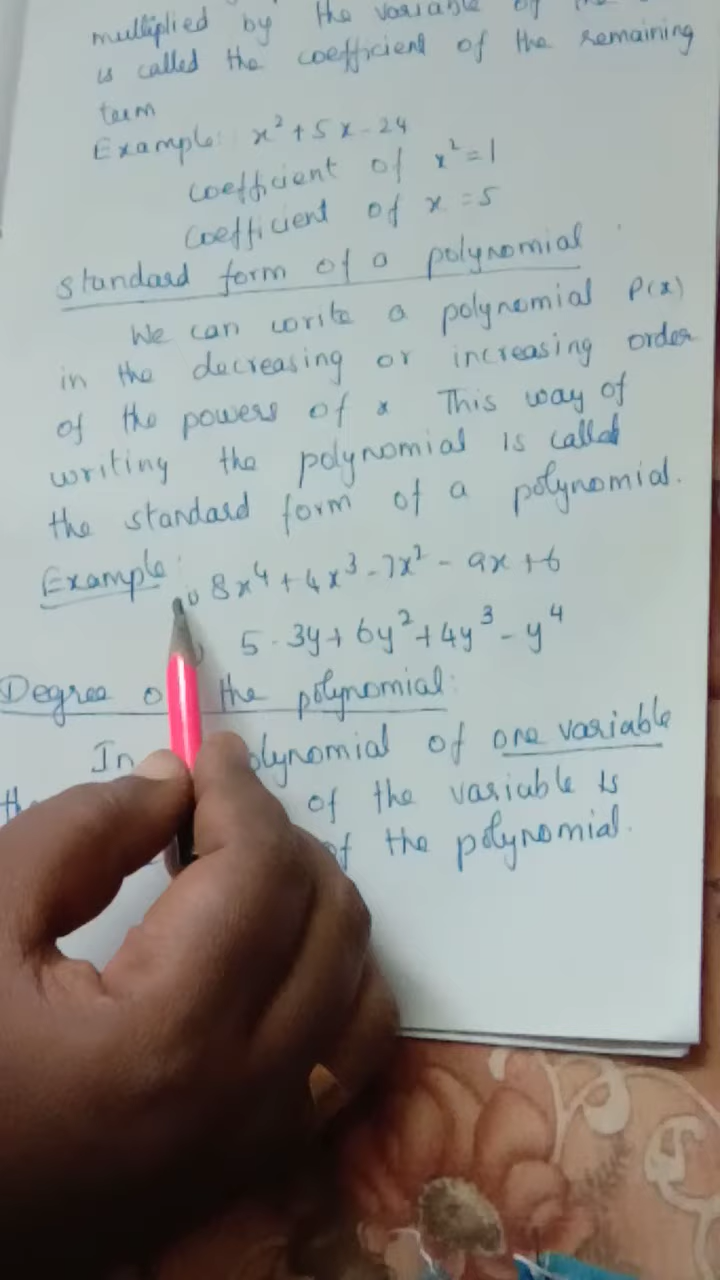 multiplied by the variable of the
is called the coefficient of the remaining
term
Example: x² + 5x - 24
Coefficient of x² = 1
Coefficient of x = 5
Standard form of a polynomial
We can write a polynomial P(x)
in the decreasing or increasing order
of the powers of x This way of
writing the polynomial is called
the standard form of a polynomial.
Example: i) 8x⁴ + 4x³ - 7x² - 9x + 6
5 - 3y + 6y² + 4y³ - y⁴
Degree of the polynomial:
In polynomial of one variable
of the variable is
of the polynomial.